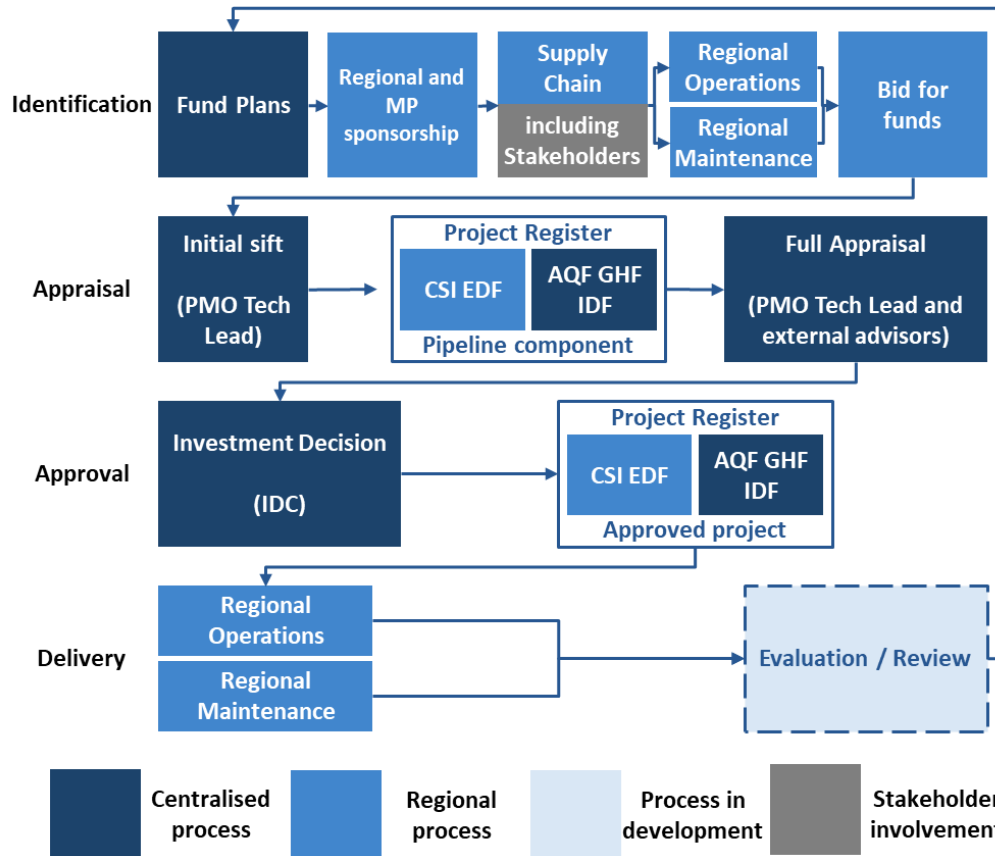 Identification
Fund Plans
Regional and
MP
sponsorship
Supply
Chain
including
Stakeholders
Regional
Operations
Regional
Maintenance
Bid for
funds
Appraisal
Initial sift
(PMO Tech
Lead)
Project Register
CSI EDF
AQF GHF
IDF
Pipeline component
Full Appraisal
(PMO Tech Lead and
external advisors)
Approval
Investment Decision
(IDC)
Project Register
CSI EDF
AQF GHF
IDF
Approved project
Delivery
Regional
Operations
Regional
Maintenance
Evaluation / Review
Centralised
process
Regional
process
Process in
development
Stakeholder
involvement